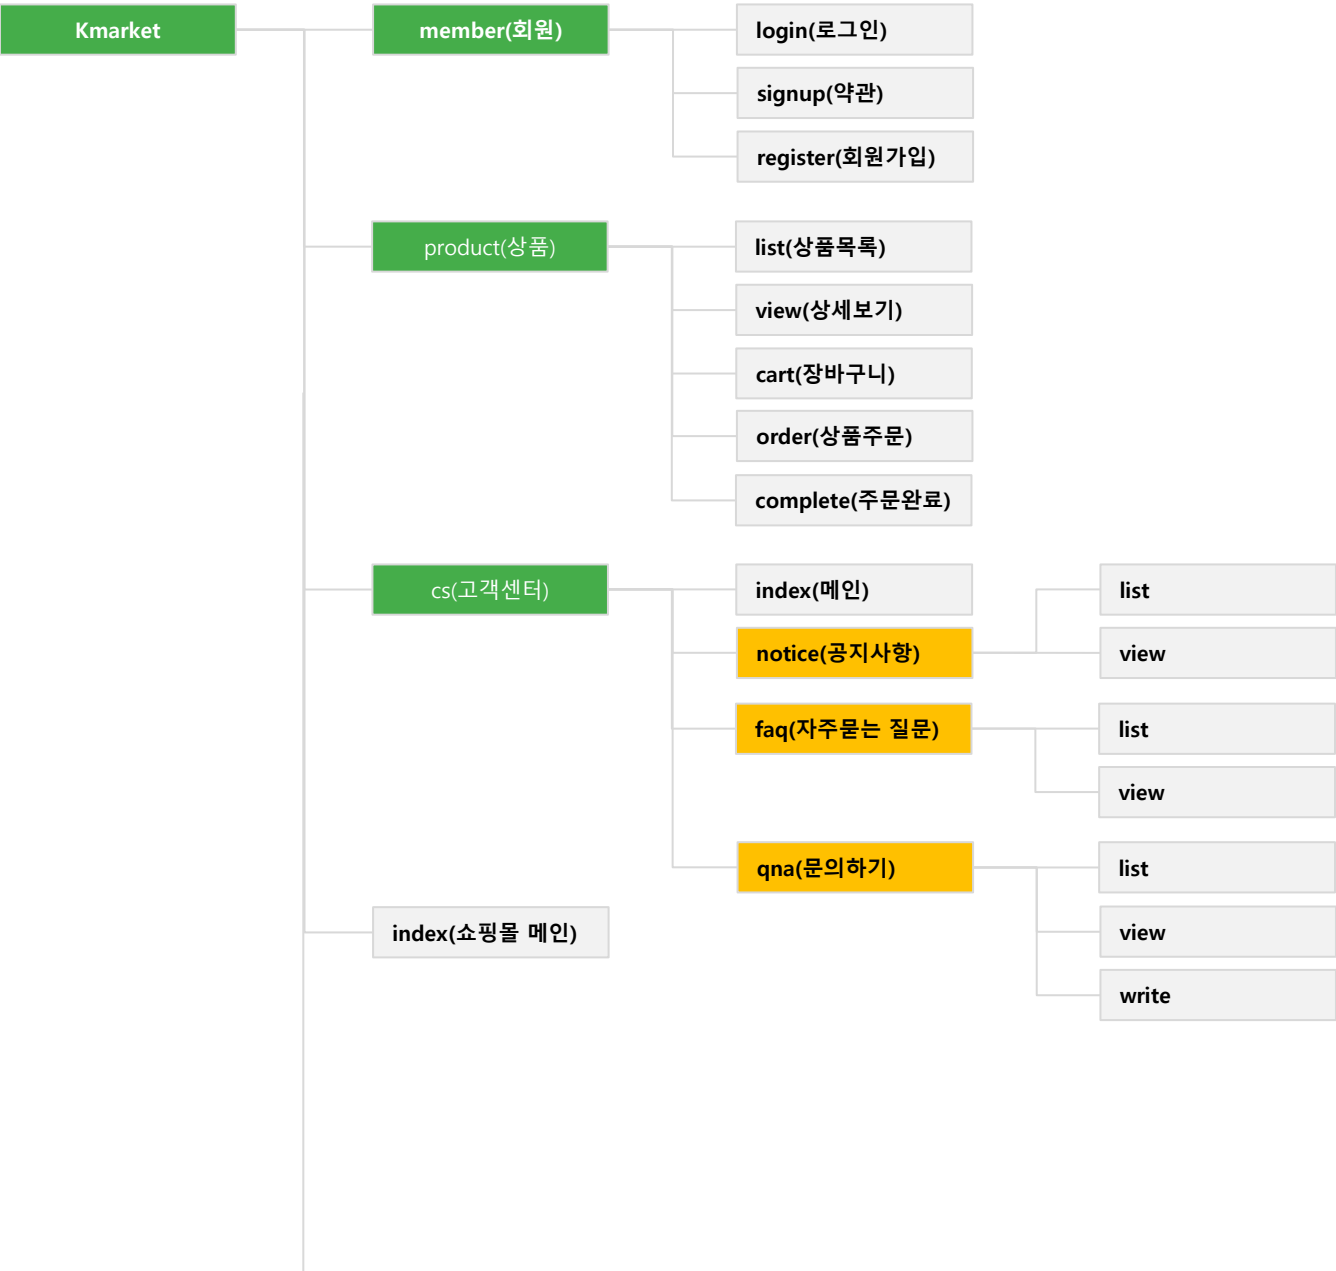 Kmarket
member(회원)
login(로그인)
signup(약관)
register(회원가입)
product(상품)
list(상품목록)
view(상세보기)
cart(장바구니)
order(상품주문)
complete(주문완료)
cs(고객센터)
index(메인)
notice(공지사항)
list
view
faq(자주묻는 질문)
list
view
qna(문의하기)
list
view
write
index(쇼핑몰 메인)